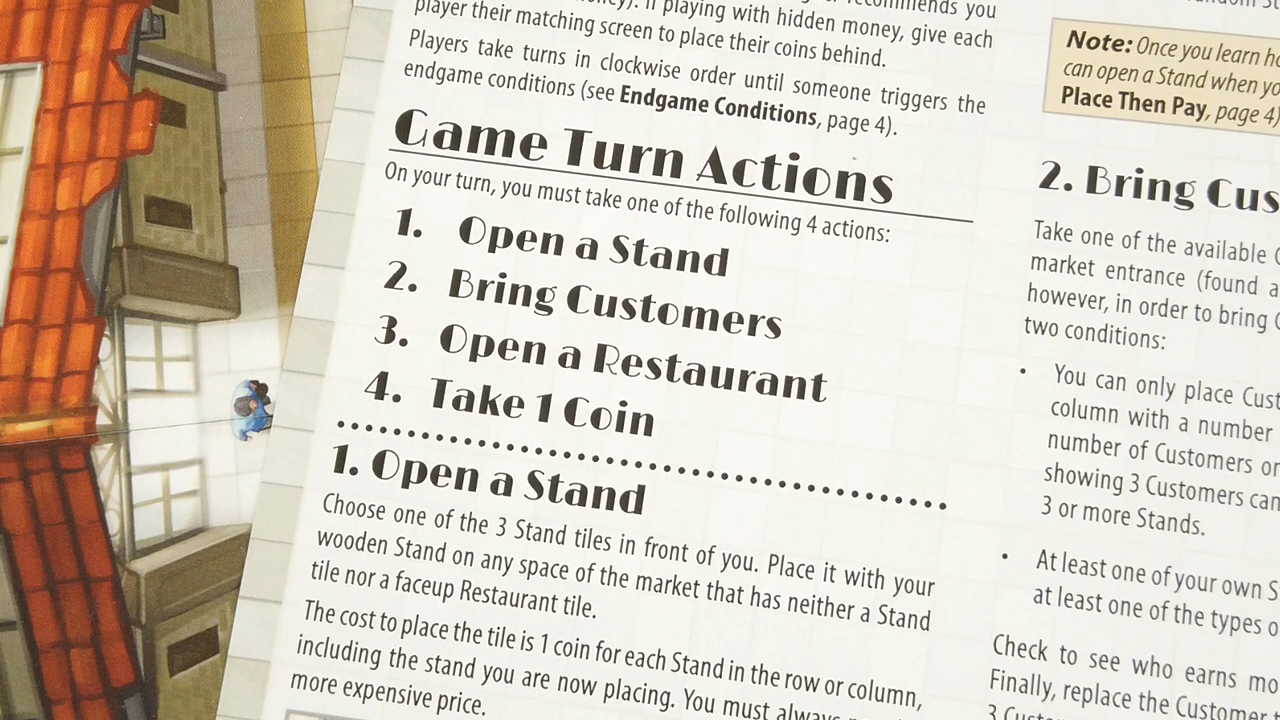 recommends you
playing with hidden money, give each
player their matching screen to place their coins behind.
Players take turns in clockwise order until someone triggers the
endgame conditions (see Endgame Conditions, page 4).
Game Turn Actions
On your turn, you must take one of the following 4 actions:
1. Open a Stand
2. Bring Customers
3. Open a Restaurant
4. Take 1 Coin
1. Open a Stand
Choose one of the 3 Stand tiles in front of you. Place it with your
wooden Stand on any space of the market that has neither a Stand
tile nor a faceup Restaurant tile.
The cost to place the tile is 1 coin for each Stand in the row or column,
including the stand you are now placing. You must always
more expensive price.
Note: Once you learn
can open a Stand when
Place Then Pay, page 4)
2. Bring
Take one of the available
market entrance (found
however, in order to bring
two conditions:
• You can only place
column with a number
number of Customers
showing 3 Customers can
3 or more Stands.
• At least one of your own
at least one of the types
Check to see who earns
Finally, replace the Customer